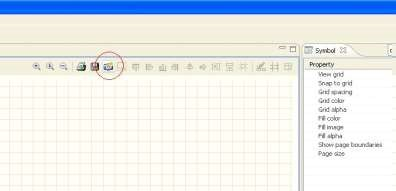 Symbol
Property
View grid
Snap to grid
Grid spacing
Grid color
Grid alpha
Fill color
Fill image
Fill alpha
Show page boundaries
Page size